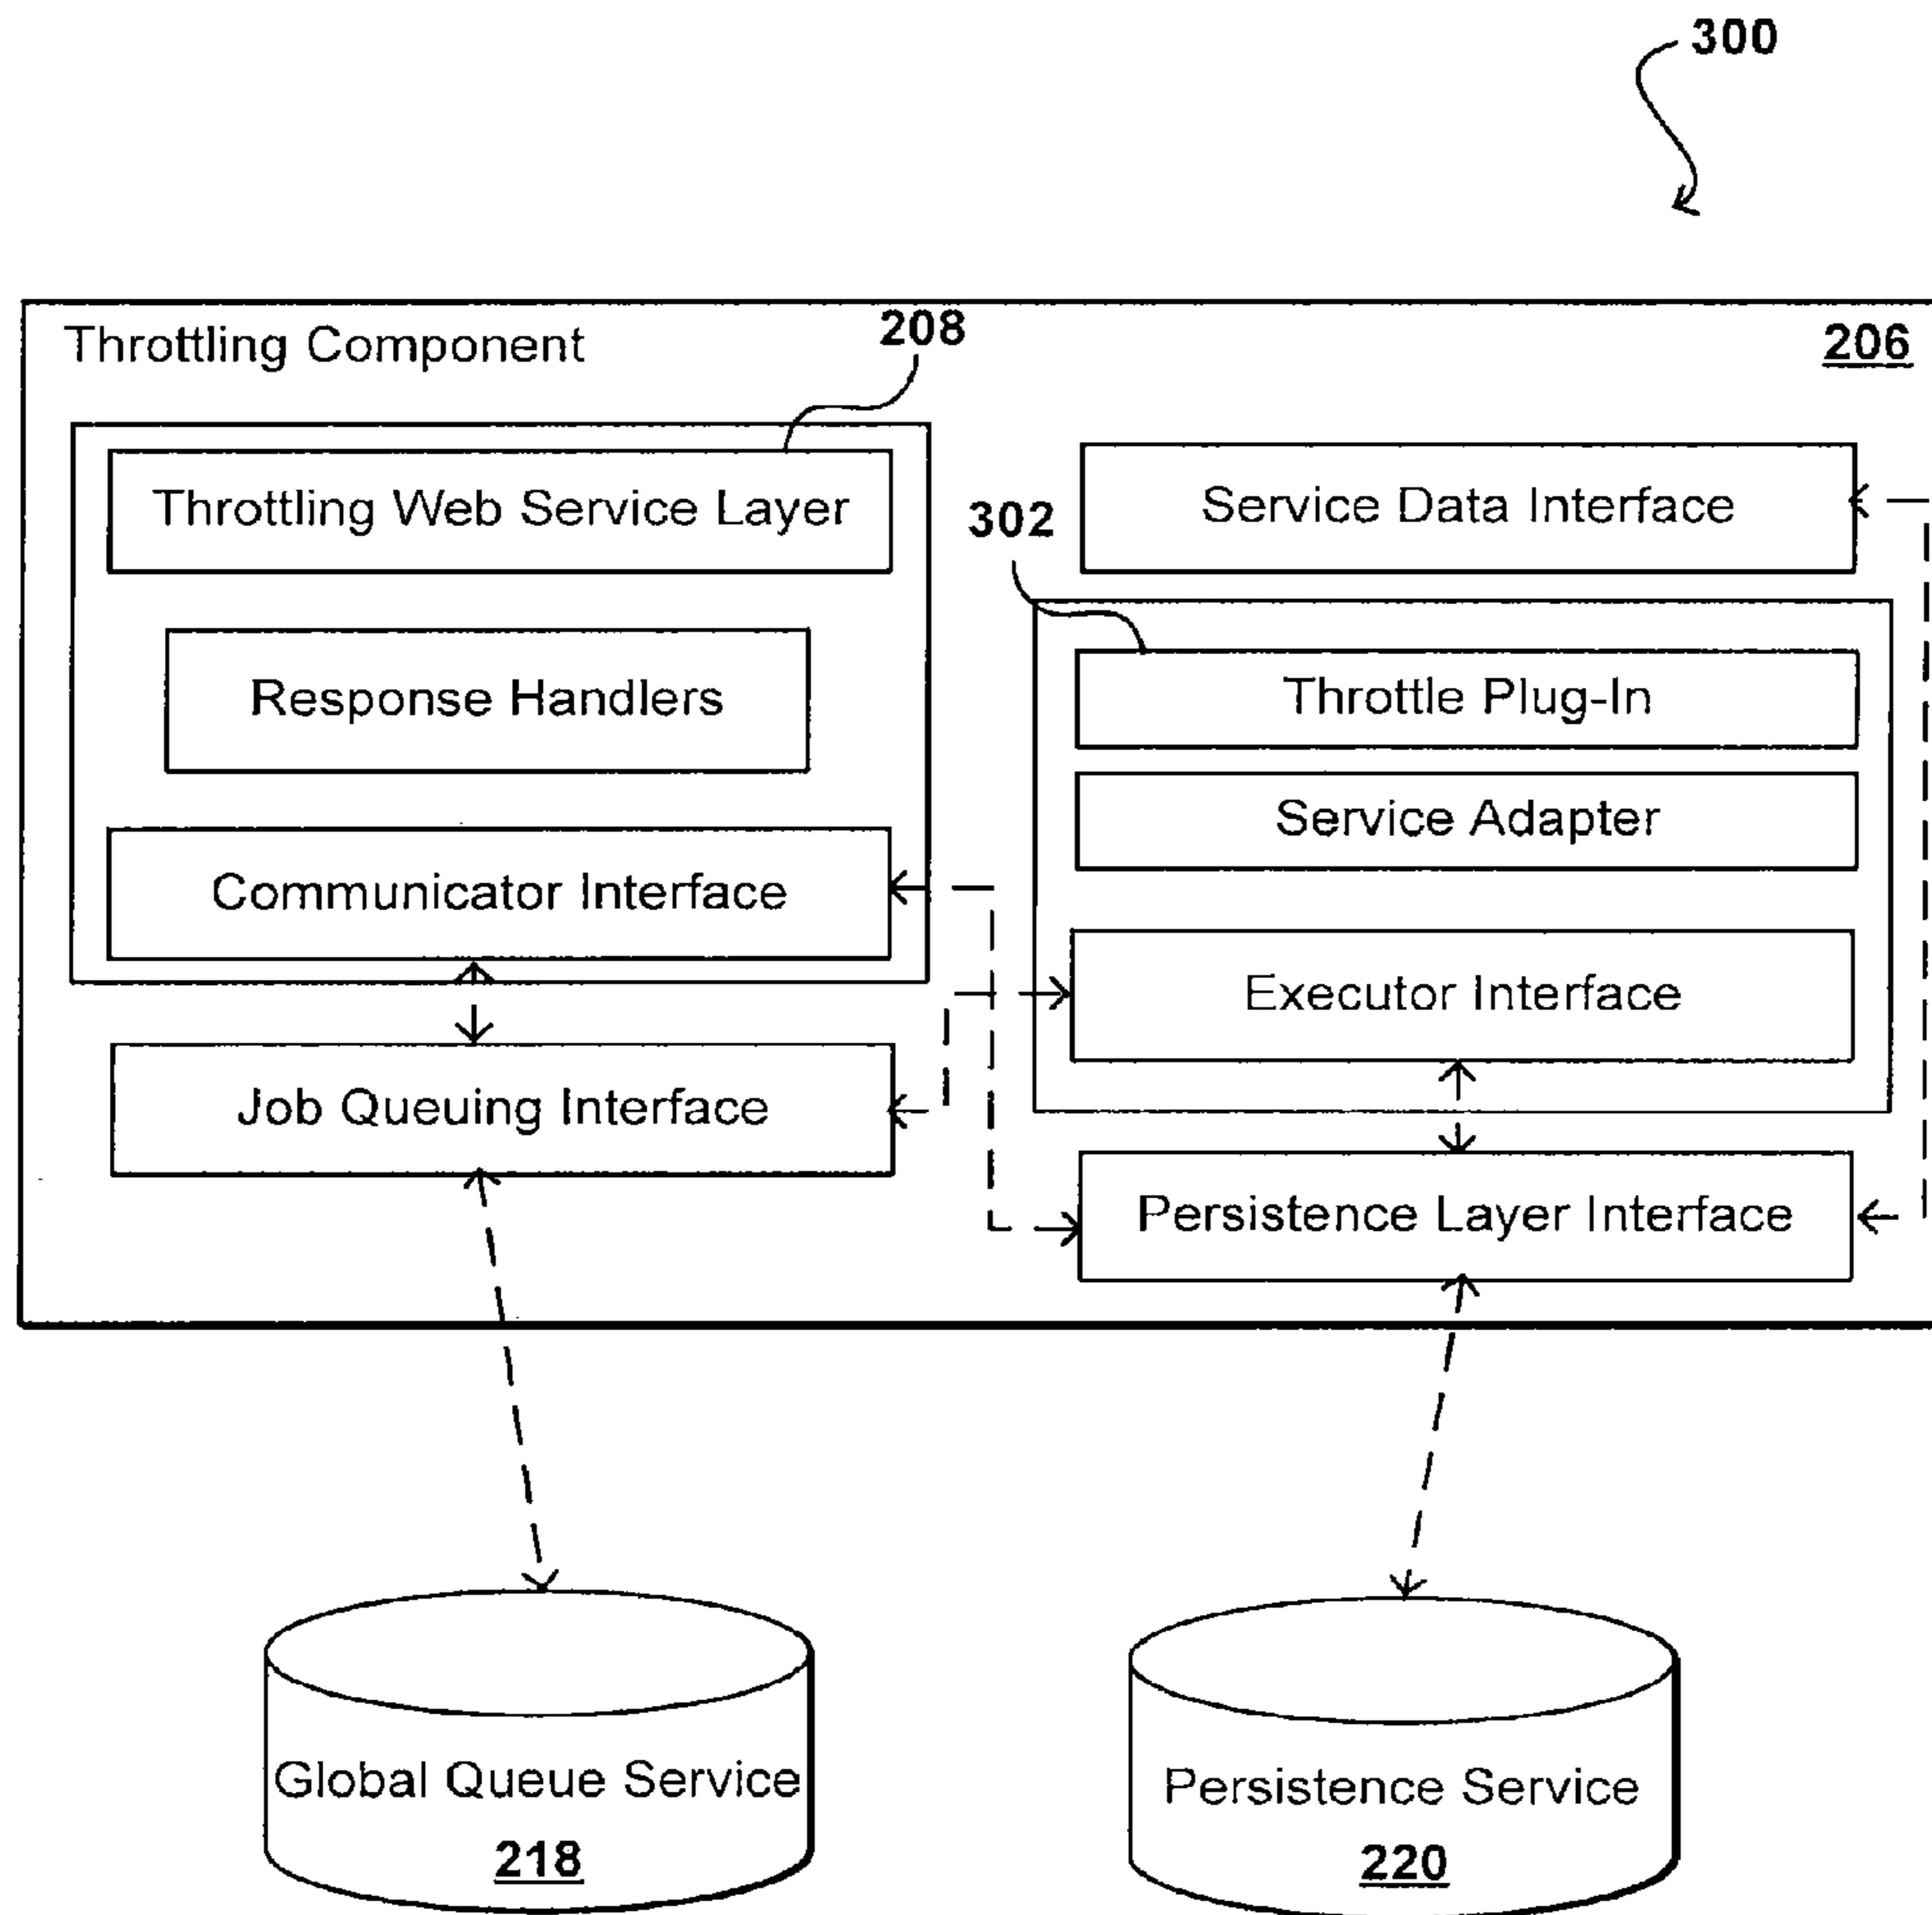 300
Throttling Component
208
206
Throttling Web Service Layer
Service Data Interface
302
Response Handlers
Throttle Plug-In
Service Adapter
Communicator Interface
Executor Interface
Job Queuing Interface
Persistence Layer Interface
Global Queue Service
218
Persistence Service
220